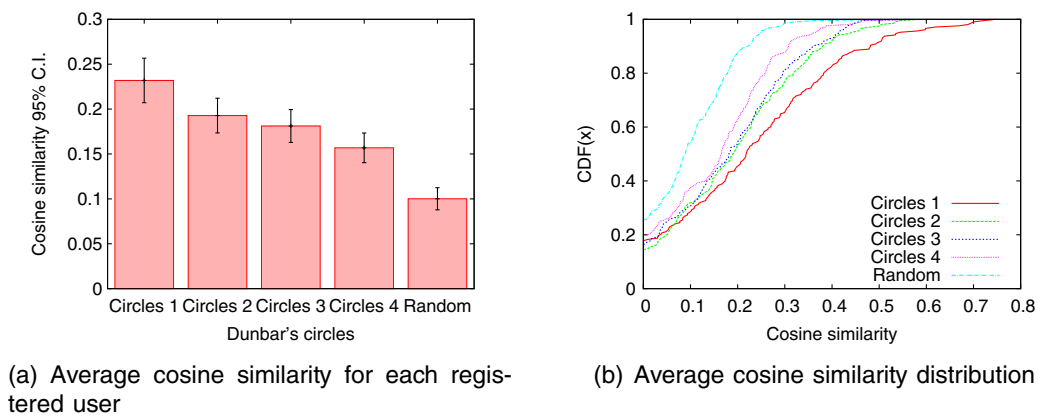 0.3
0.25
0.2
0.15
0.1
0.05
0
Cosine similarity 95% C.I.
Circles 1 Circles 2 Circles 3 Circles 4 Random
Dunbar's circles
(a) Average cosine similarity for each regis-
tered user
1
0.8
0.6
0.4
0.2
0
CDF(x)
Circles 1
Circles 2
Circles 3
Circles 4
Random
0 0.1 0.2 0.3 0.4 0.5 0.6 0.7 0.8
Cosine similarity
(b) Average cosine similarity distribution